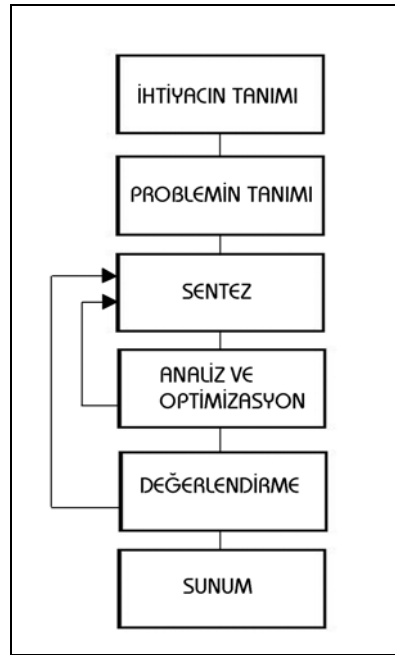 İHTİYACIN TANIMI
PROBLEMİN TANIMI
SENTEZ
ANALİZ VE
OPTİMİZASYON
DEĞERLENDİRME
SUNUM